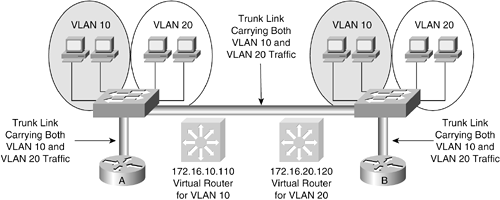 VLAN 10
VLAN 20
Trunk Link
Carrying Both
VLAN 10 and
VLAN 20 Traffic
VLAN 10
VLAN 20
Trunk Link
Carrying Both
VLAN 10 and
VLAN 20 Traffic
A
172.16.10.110
Virtual Router
for VLAN 10
172.16.20.120
Virtual Router
for VLAN 20
B
Trunk Link
Carrying Both
VLAN 10 and
VLAN 20 Traffic